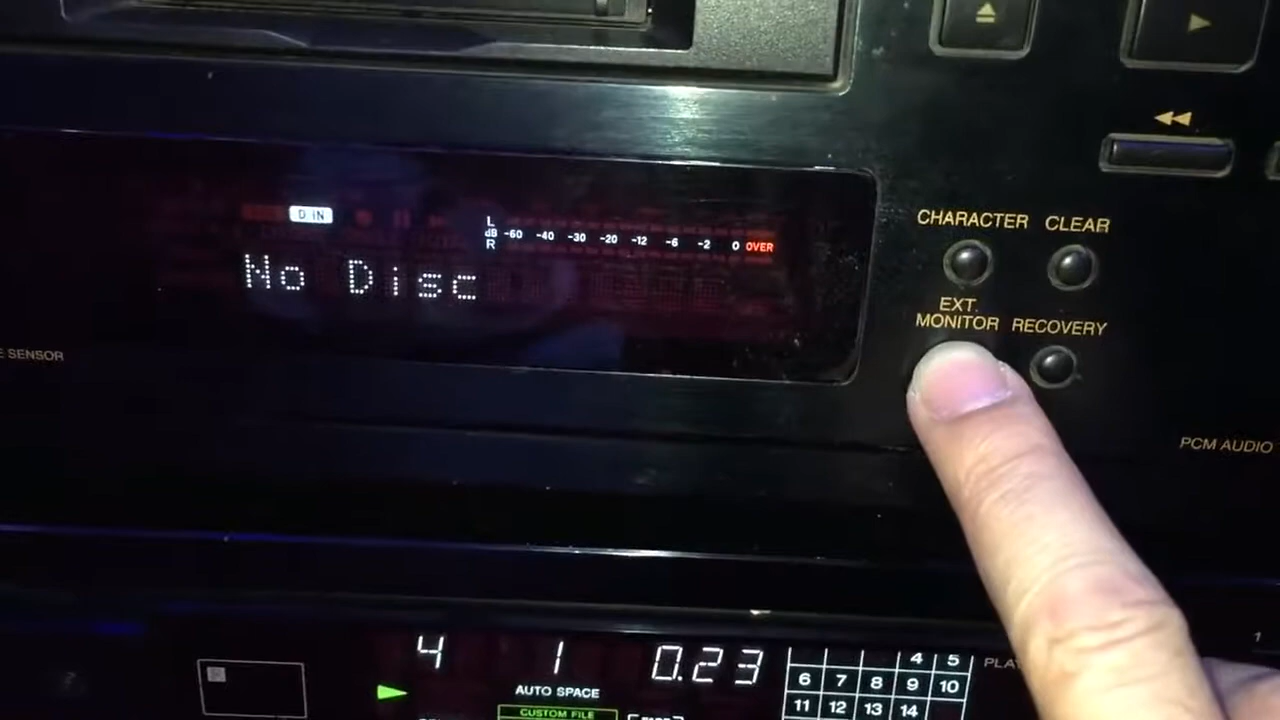 CHARACTER CLEAR
D IN
L
dB -60 -40 -30 -20 -12 -6 -2 0 OVER
R
No Disc
EXT.
MONITOR RECOVERY
E SENSOR
PCM AUDIO
4 1 0.23
AUTO SPACE
CUSTOM FILE
4 5
6 7 8 9 10
11 12 13 14
1